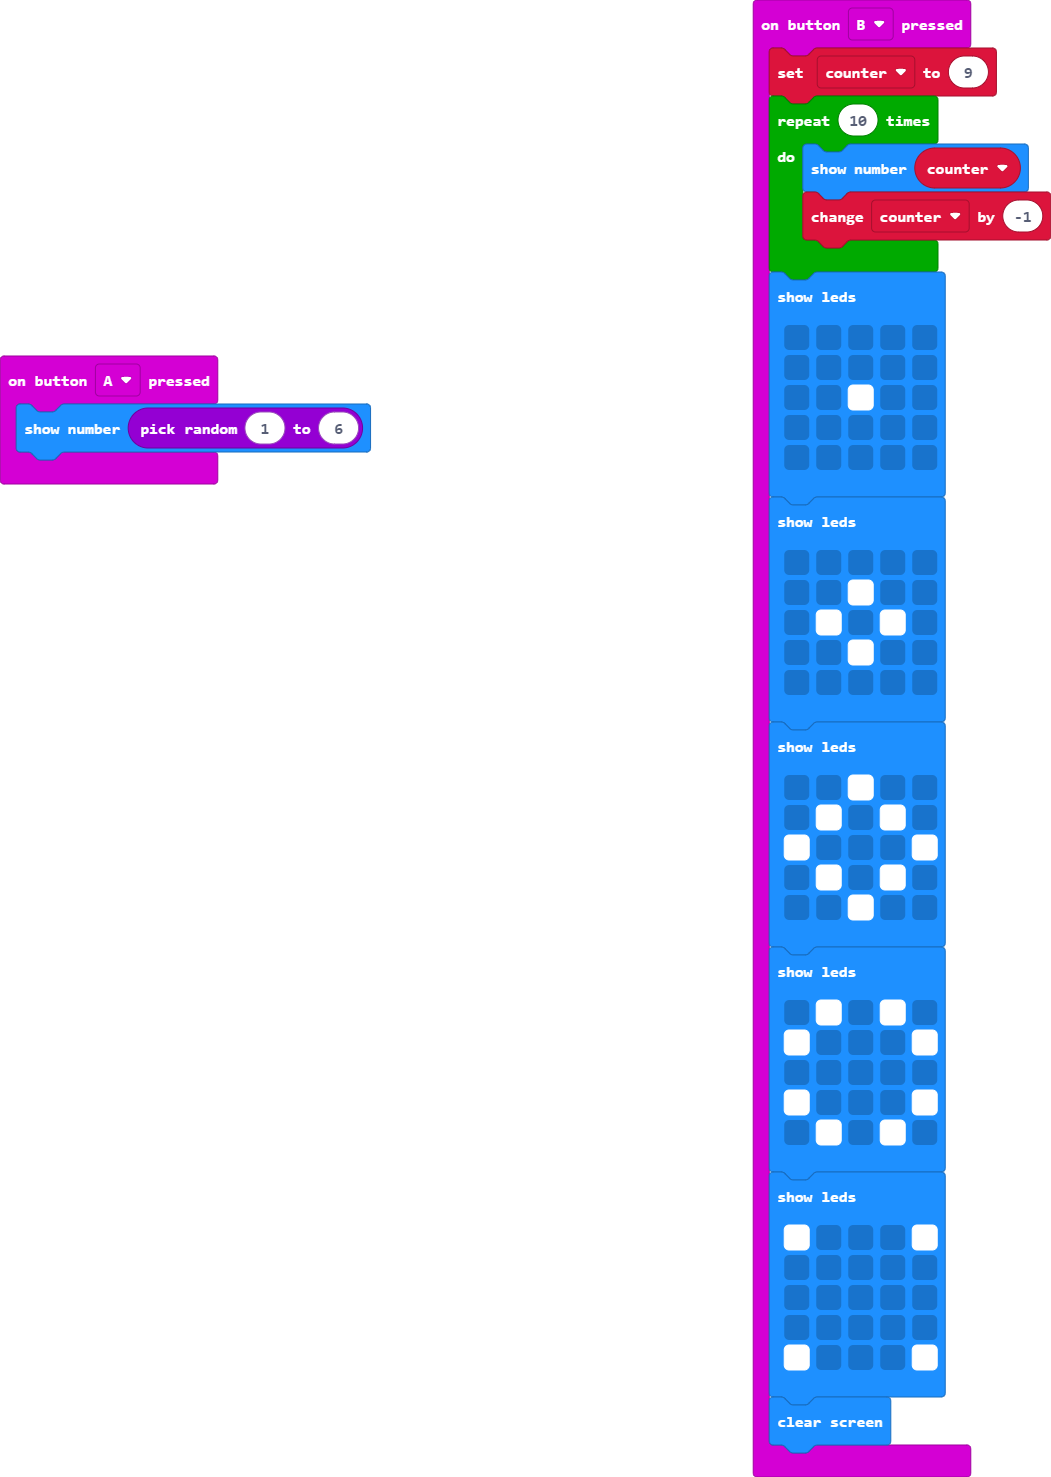 on button A pressed
show number pick random 1 to 6
on button B pressed
set counter to 9
repeat 10 times
do
show number counter
change counter by -1
show leds
show leds
show leds
show leds
show leds
clear screen